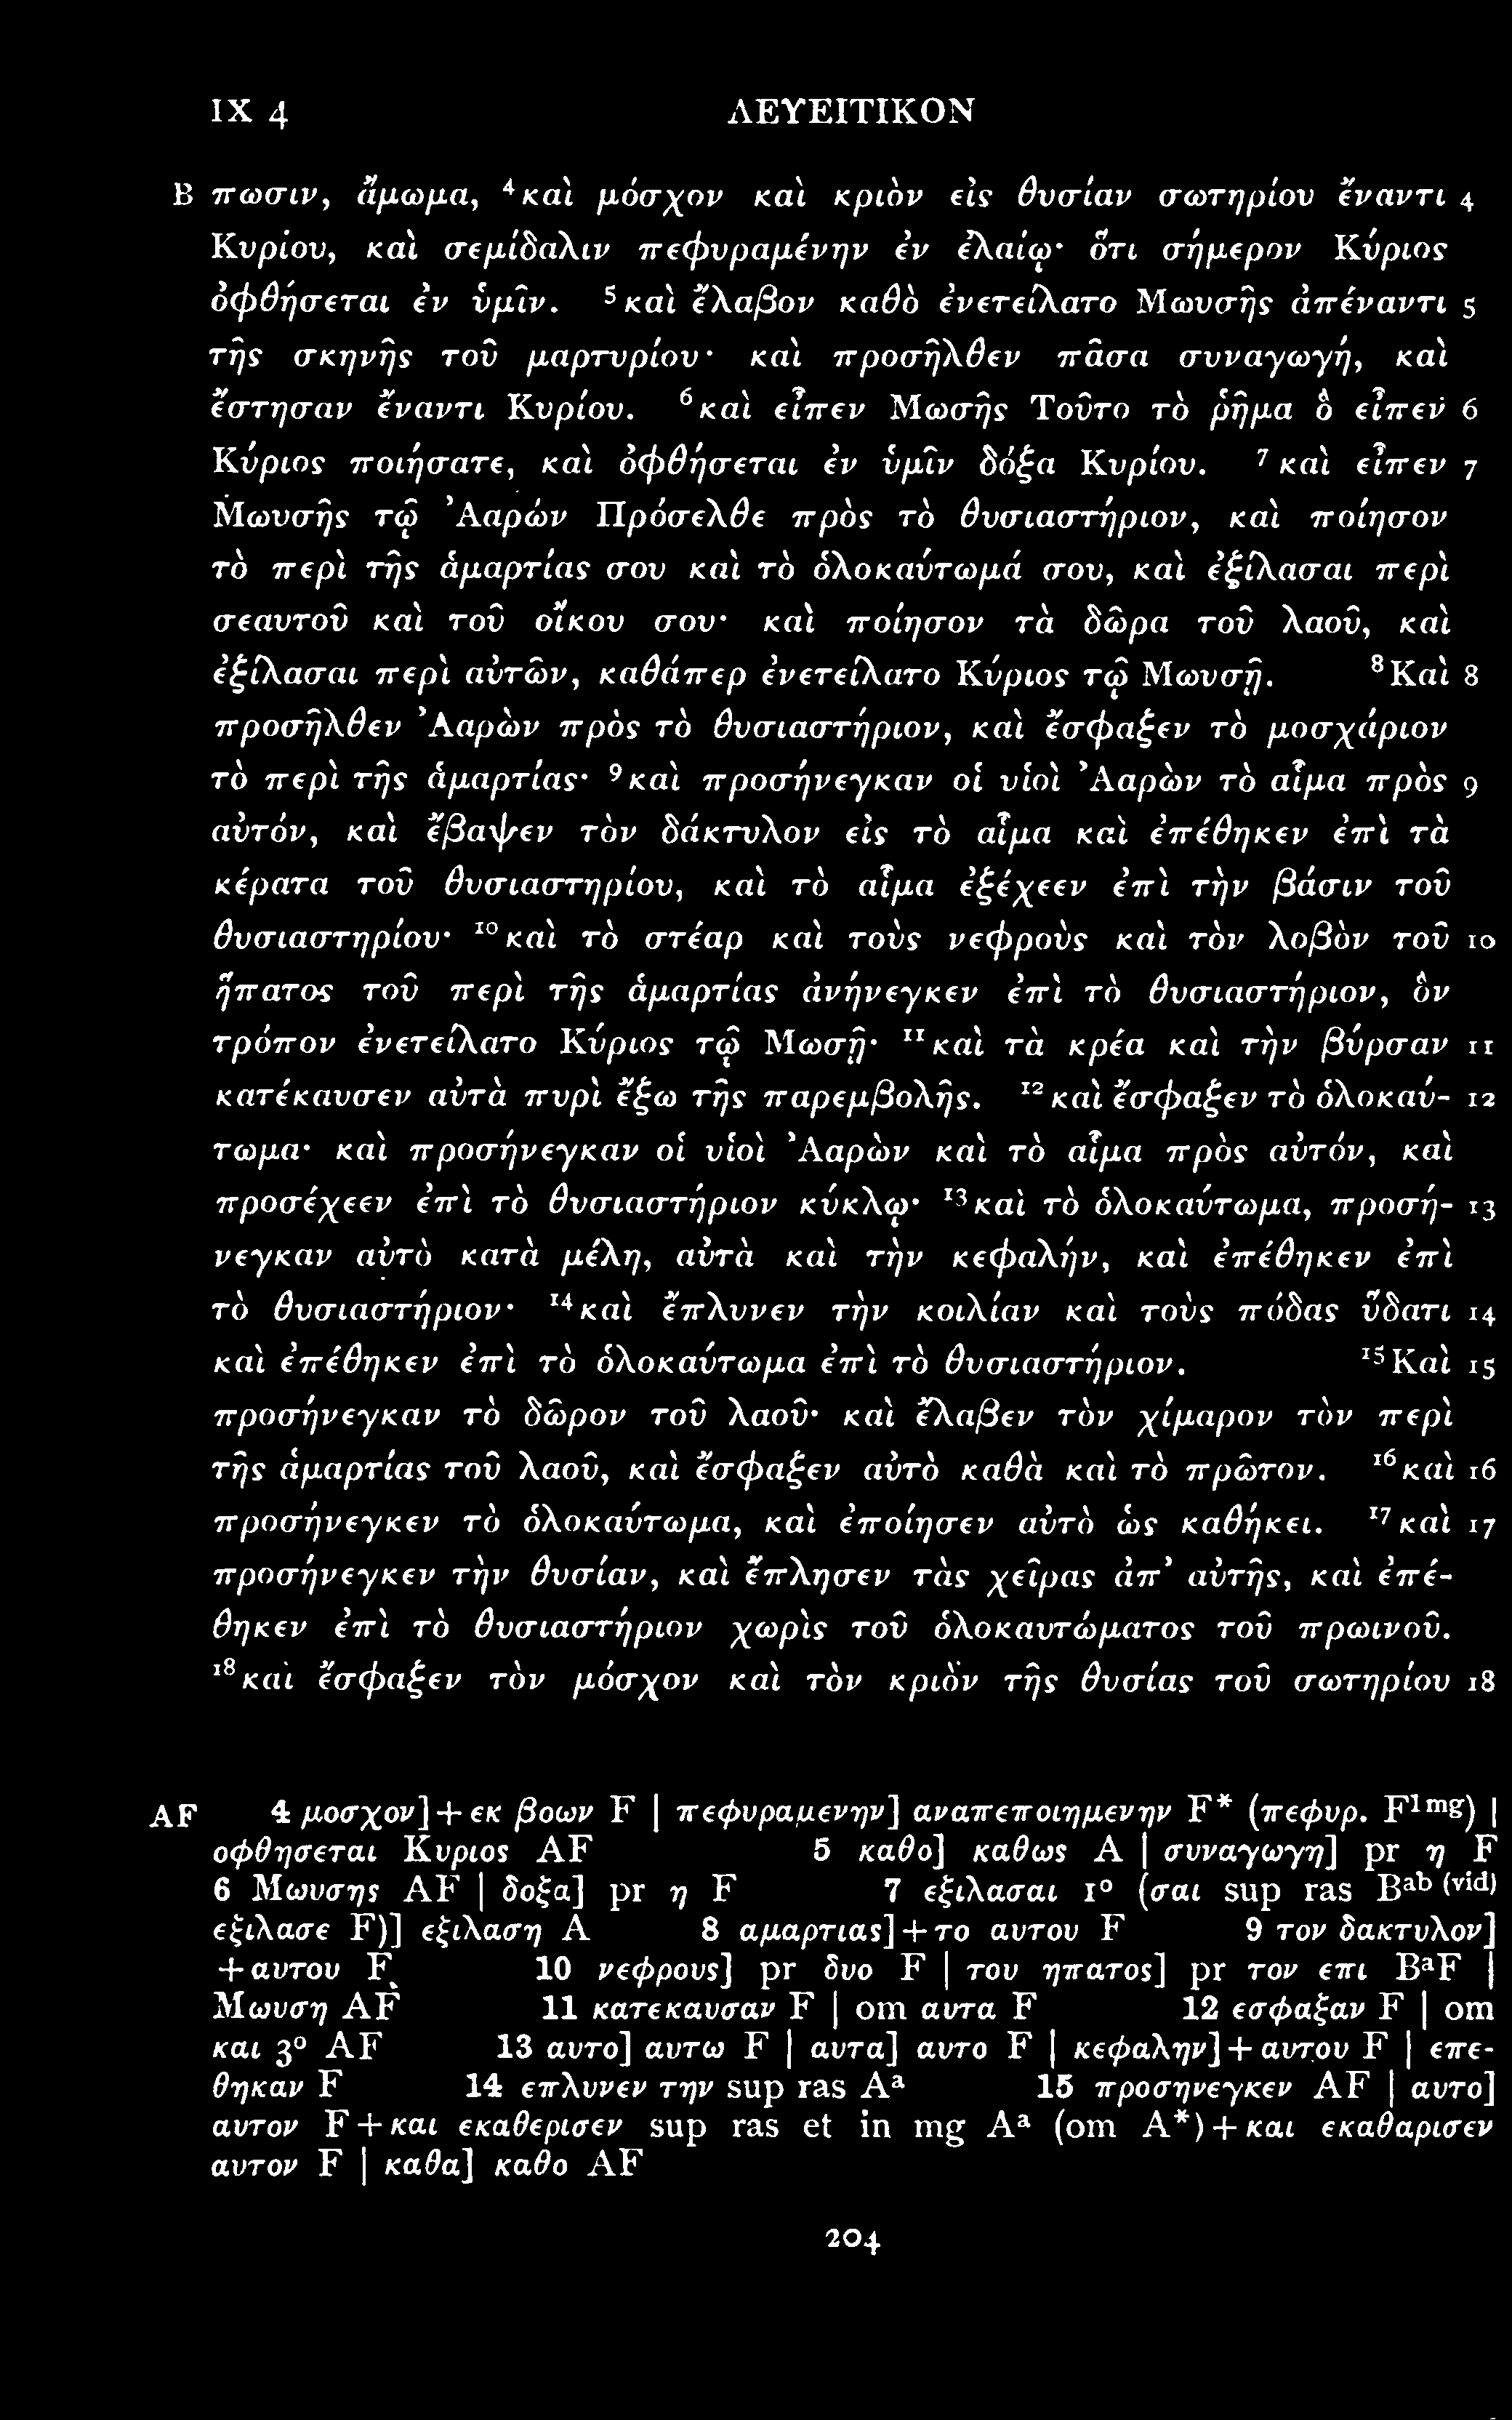 IX 4 ΛΕΥΕΙΤΙΚΟΝ
B πωσιν, ἄμωμα, ⁴καὶ μόσχον καὶ κριὸν εἰς θυσίαν σωτηρίου ἔναντι 4
Κυρίου, καὶ σεμίδαλιν πεφυραμένην ἐν ἐλαίῳ· ὅτι σήμερον Κύριος
ὀφθήσεται ἐν ὑμῖν. ⁵καὶ ἔλαβον καθὸ ἐνετείλατο Μωυσῆς ἀπέναντι 5
τῆς σκηνῆς τοῦ μαρτυρίου· καὶ προσῆλθεν πᾶσα συναγωγή, καὶ
ἔστησαν ἔναντι Κυρίου. ⁶καὶ εἶπεν Μωσῆς Τοῦτο τὸ ῥῆμα ὃ εἶπεν 6
Κύριος ποιήσατε, καὶ ὀφθήσεται ἐν ὑμῖν δόξα Κυρίου. ⁷καὶ εἶπεν 7
Μωυσῆς τῷ Ἀαρών Πρόσελθε πρὸς τὸ θυσιαστήριον, καὶ ποίησον
τὸ περὶ τῆς ἁμαρτίας σου καὶ τὸ ὁλοκαύτωμά σου, καὶ ἐξίλασαι περὶ
σεαυτοῦ καὶ τοῦ οἴκου σου· καὶ ποίησον τὰ δῶρα τοῦ λαοῦ, καὶ
ἐξίλασαι περὶ αὐτῶν, καθάπερ ἐνετείλατο Κύριος τῷ Μωυσῇ. ⁸Καὶ 8
προσῆλθεν Ἀαρὼν πρὸς τὸ θυσιαστήριον, καὶ ἔσφαξεν τὸ μοσχάριον
τὸ περὶ τῆς ἁμαρτίας· ⁹καὶ προσήνεγκαν οἱ υἱοὶ Ἀαρὼν τὸ αἷμα πρὸς 9
αὐτόν, καὶ ἔβαψεν τὸν δάκτυλον εἰς τὸ αἷμα καὶ ἐπέθηκεν ἐπὶ τὰ
κέρατα τοῦ θυσιαστηρίου, καὶ τὸ αἷμα ἐξέχεεν ἐπὶ τὴν βάσιν τοῦ
θυσιαστηρίου· ¹⁰καὶ τὸ στέαρ καὶ τοὺς νεφροὺς καὶ τὸν λοβὸν τοῦ 10
ἥπατος τοῦ περὶ τῆς ἁμαρτίας ἀνήνεγκεν ἐπὶ τὸ θυσιαστήριον, ὃν
τρόπον ἐνετείλατο Κύριος τῷ Μωσῇ· ¹¹καὶ τὰ κρέα καὶ τὴν βύρσαν 11
κατέκαυσεν αὐτὰ πυρὶ ἔξω τῆς παρεμβολῆς. ¹²καὶ ἔσφαξεν τὸ ὁλοκαύ- 12
τωμα· καὶ προσήνεγκαν οἱ υἱοὶ Ἀαρὼν καὶ τὸ αἷμα πρὸς αὐτόν, καὶ
προσέχεεν ἐπὶ τὸ θυσιαστήριον κύκλῳ· ¹³καὶ τὸ ὁλοκαύτωμα, προσή- 13
νεγκαν αὐτὸ κατὰ μέλη, αὐτὰ καὶ τὴν κεφαλήν, καὶ ἐπέθηκεν ἐπὶ
τὸ θυσιαστήριον· ¹⁴καὶ ἔπλυνεν τὴν κοιλίαν καὶ τοὺς πόδας ὕδατι 14
καὶ ἐπέθηκεν ἐπὶ τὸ ὁλοκαύτωμα ἐπὶ τὸ θυσιαστήριον. ¹⁵Καὶ 15
προσήνεγκαν τὸ δῶρον τοῦ λαοῦ· καὶ ἔλαβεν τὸν χίμαρον τὸν περὶ
τῆς ἁμαρτίας τοῦ λαοῦ, καὶ ἔσφαξεν αὐτὸ καθὰ καὶ τὸ πρῶτον. ¹⁶καὶ 16
προσήνεγκεν τὸ ὁλοκαύτωμα, καὶ ἐποίησεν αὐτὸ ὡς καθήκει. ¹⁷καὶ 17
προσήνεγκεν τὴν θυσίαν, καὶ ἔπλησεν τὰς χεῖρας ἀπ’ αὐτῆς, καὶ ἐπέ-
θηκεν ἐπὶ τὸ θυσιαστήριον χωρὶς τοῦ ὁλοκαυτώματος τοῦ πρωινοῦ.
¹⁸καὶ ἔσφαξεν τὸν μόσχον καὶ τὸν κριὸν τῆς θυσίας τοῦ σωτηρίου 18
AF 4 μοσχον]+εκ βοων F | πεφυραμενην] αναπεποιημενην F* (πεφυρ. F¹ᵐᵍ) |
οφθησεται Κυριος AF 5 καθο] καθως A | συναγωγη] pr η F
6 Μωυσης AF | δοξα] pr η F 7 εξιλασαι 1° (σαι sup ras Bᵃᵇ ⁽ᵛⁱᵈ⁾
εξιλασε F)] εξιλαση A 8 αμαρτιας]+το αυτου F 9 τον δακτυλον]
+αυτου F 10 νεφρους] pr δυο F | του ηπατος] pr τον επι BᵃF |
Μωυση AF 11 κατεκαυσαν F | om αυτα F 12 εσφαξαν F | om
και 3° AF 13 αυτο] αυτω F | αυτα] αυτο F | κεφαλην]+αυτου F | επε-
θηκαν F 14 επλυνεν την sup ras Aᵃ 15 προσηνεγκεν AF | αυτο]
αυτον F+και εκαθερισεν sup ras et in mg Aᵃ (om A*)+και εκαθαρισεν
αυτον F | καθα] καθο AF
204